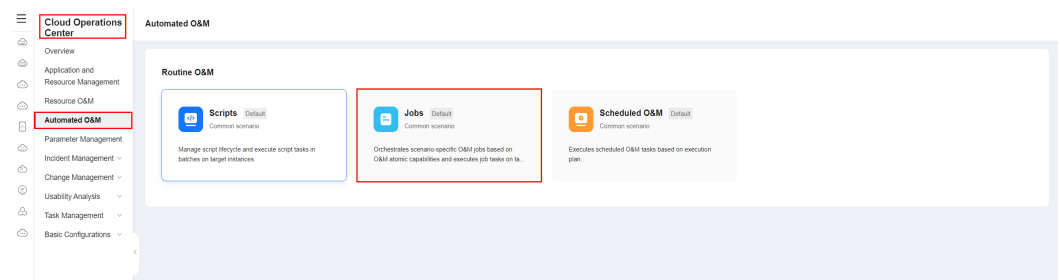 Cloud Operations
Center
Overview
Application and
Resource Management
Resource O&M
Automated O&M
Parameter Management
Incident Management
Change Management
Usability Analysis
Task Management
Basic Configurations
Automated O&M
Routine O&M
Scripts Default
Common scenario
Manage script lifecycle and execute script tasks in
batches on target instances.
Jobs Default
Common scenario
Orchestrates scenario-specific O&M jobs based on
O&M atomic capabilities and executes job tasks on ta...
Scheduled O&M Default
Common scenario
Executes scheduled O&M tasks based on execution
plan.